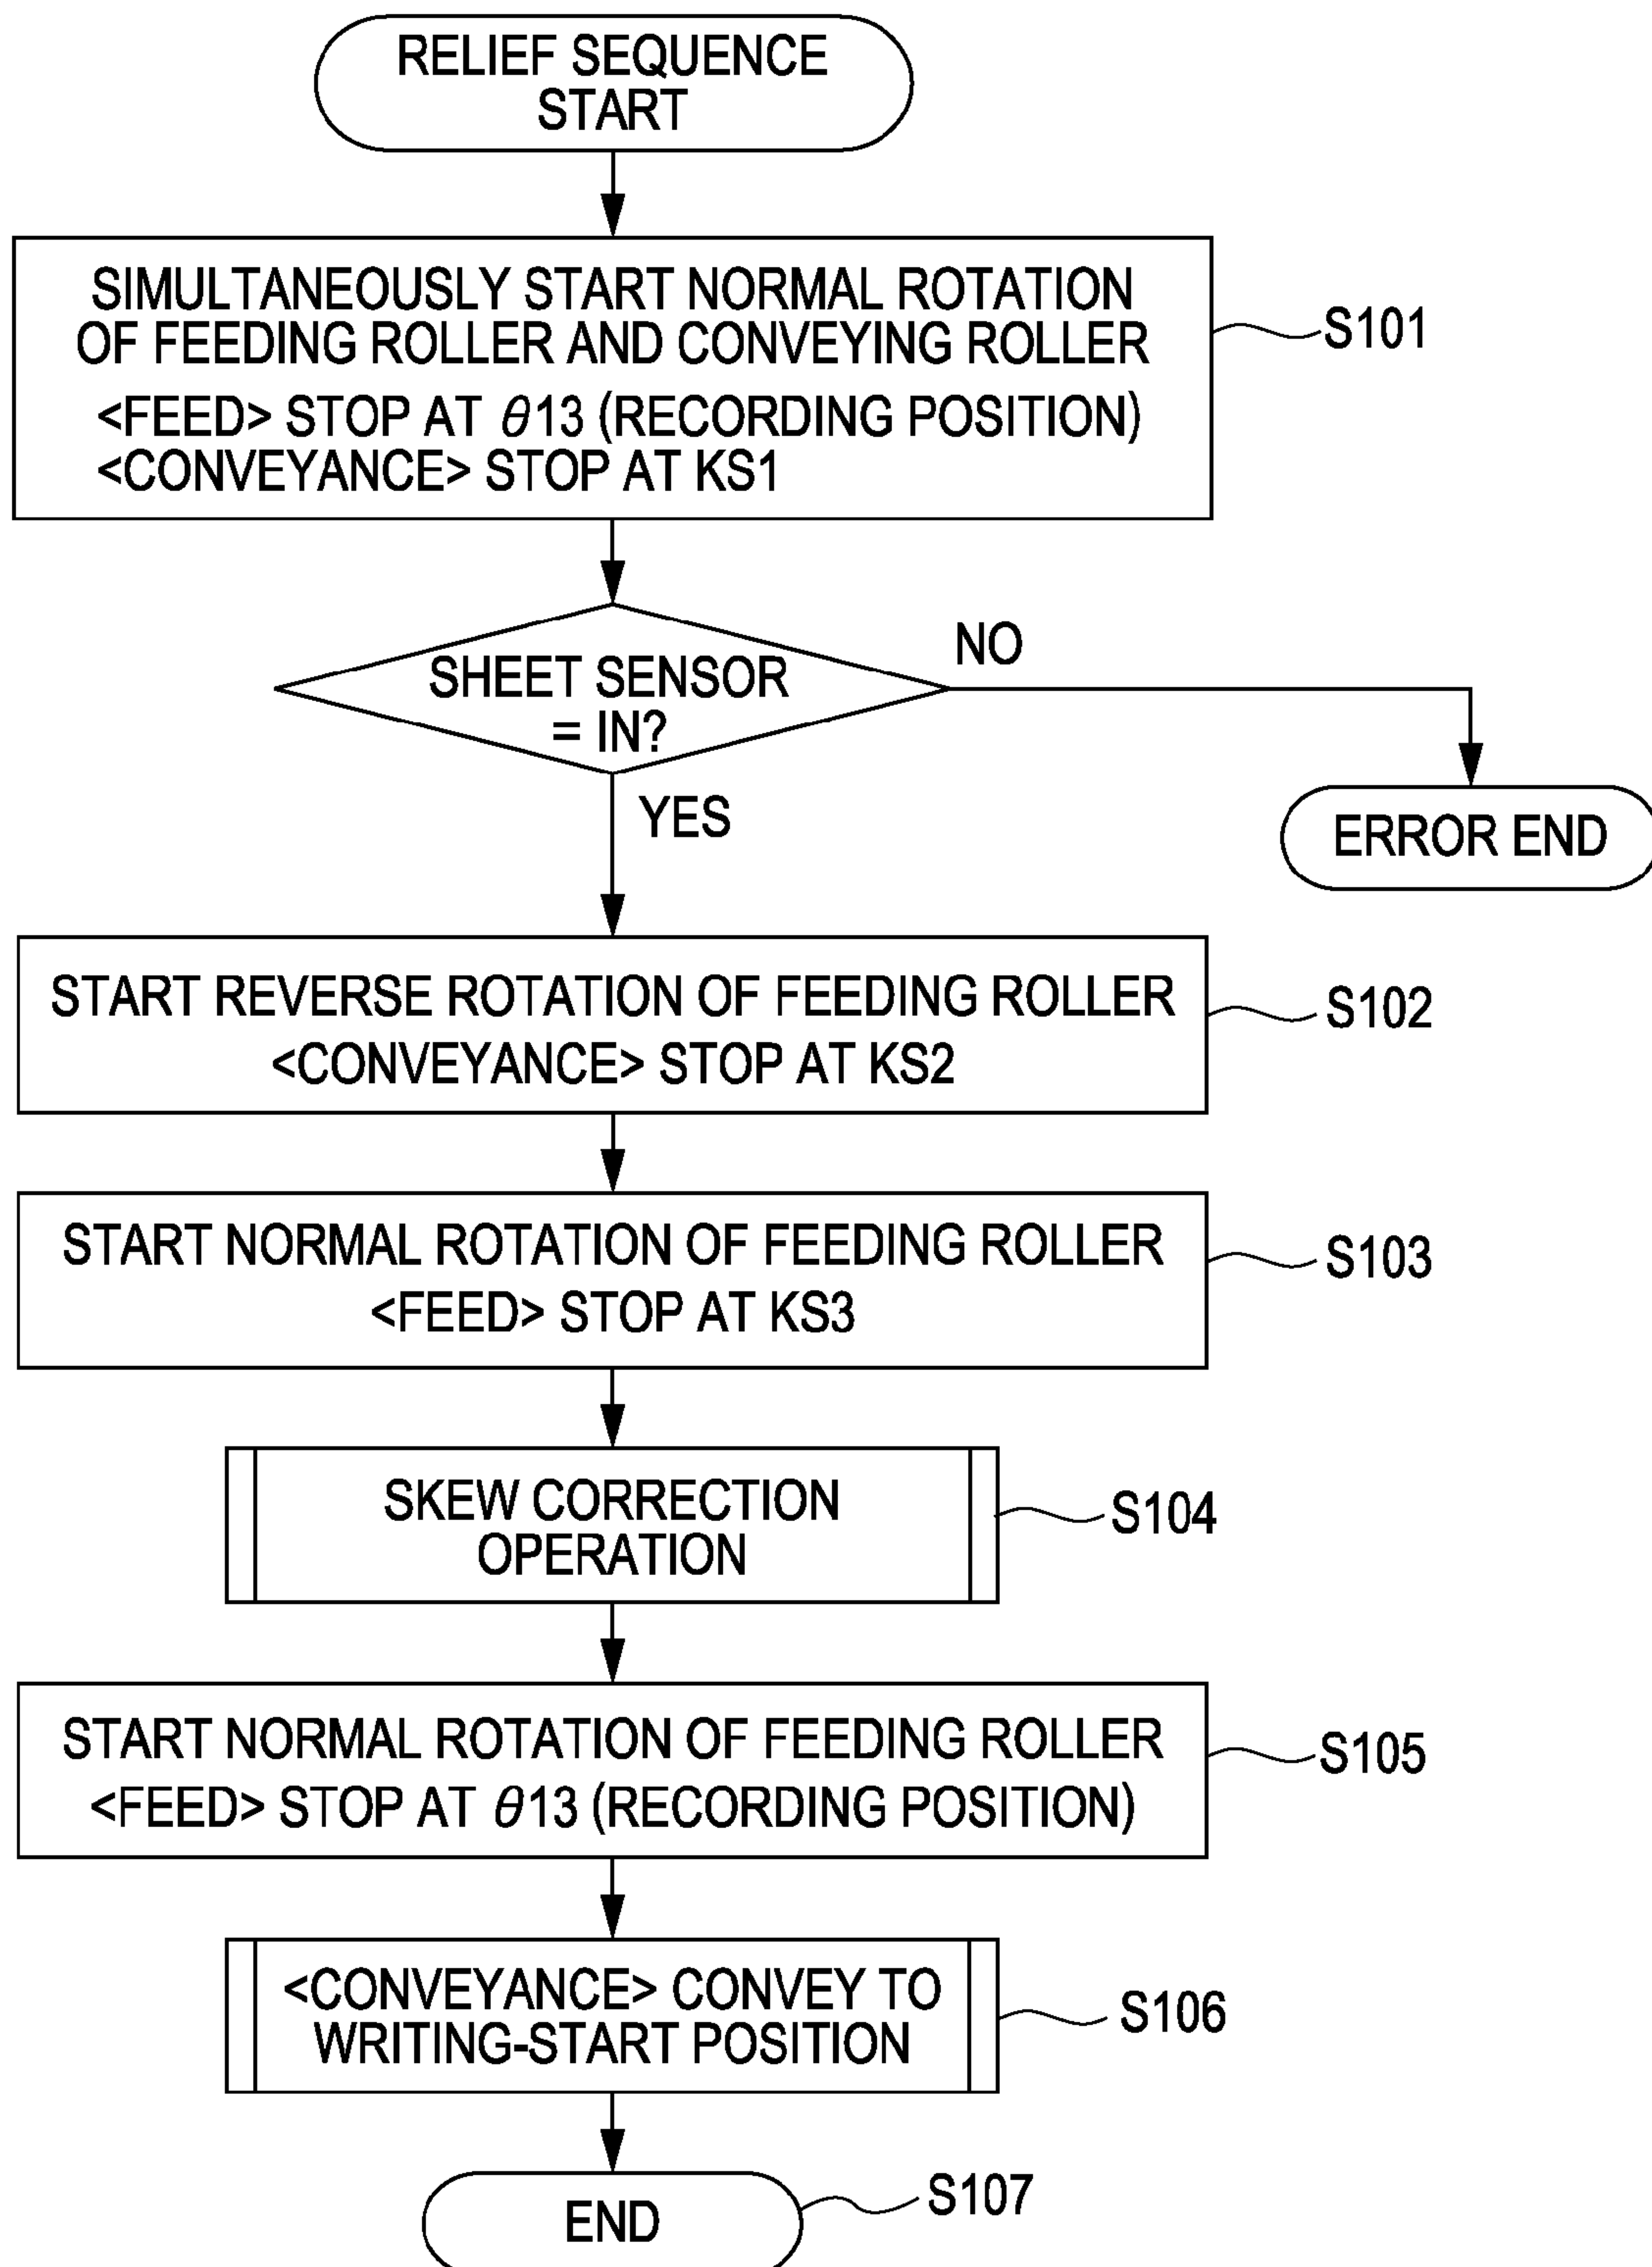 RELIEF SEQUENCE
START
SIMULTANEOUSLY START NORMAL ROTATION
OF FEEDING ROLLER AND CONVEYING ROLLER
<FEED> STOP AT θ13 (RECORDING POSITION)
<CONVEYANCE> STOP AT KS1
S101
SHEET SENSOR
= IN?
NO
YES
ERROR END
START REVERSE ROTATION OF FEEDING ROLLER
<CONVEYANCE> STOP AT KS2
S102
START NORMAL ROTATION OF FEEDING ROLLER
<FEED> STOP AT KS3
S103
SKEW CORRECTION
OPERATION
S104
START NORMAL ROTATION OF FEEDING ROLLER
<FEED> STOP AT θ13 (RECORDING POSITION)
S105
<CONVEYANCE> CONVEY TO
WRITING-START POSITION
S106
END
S107